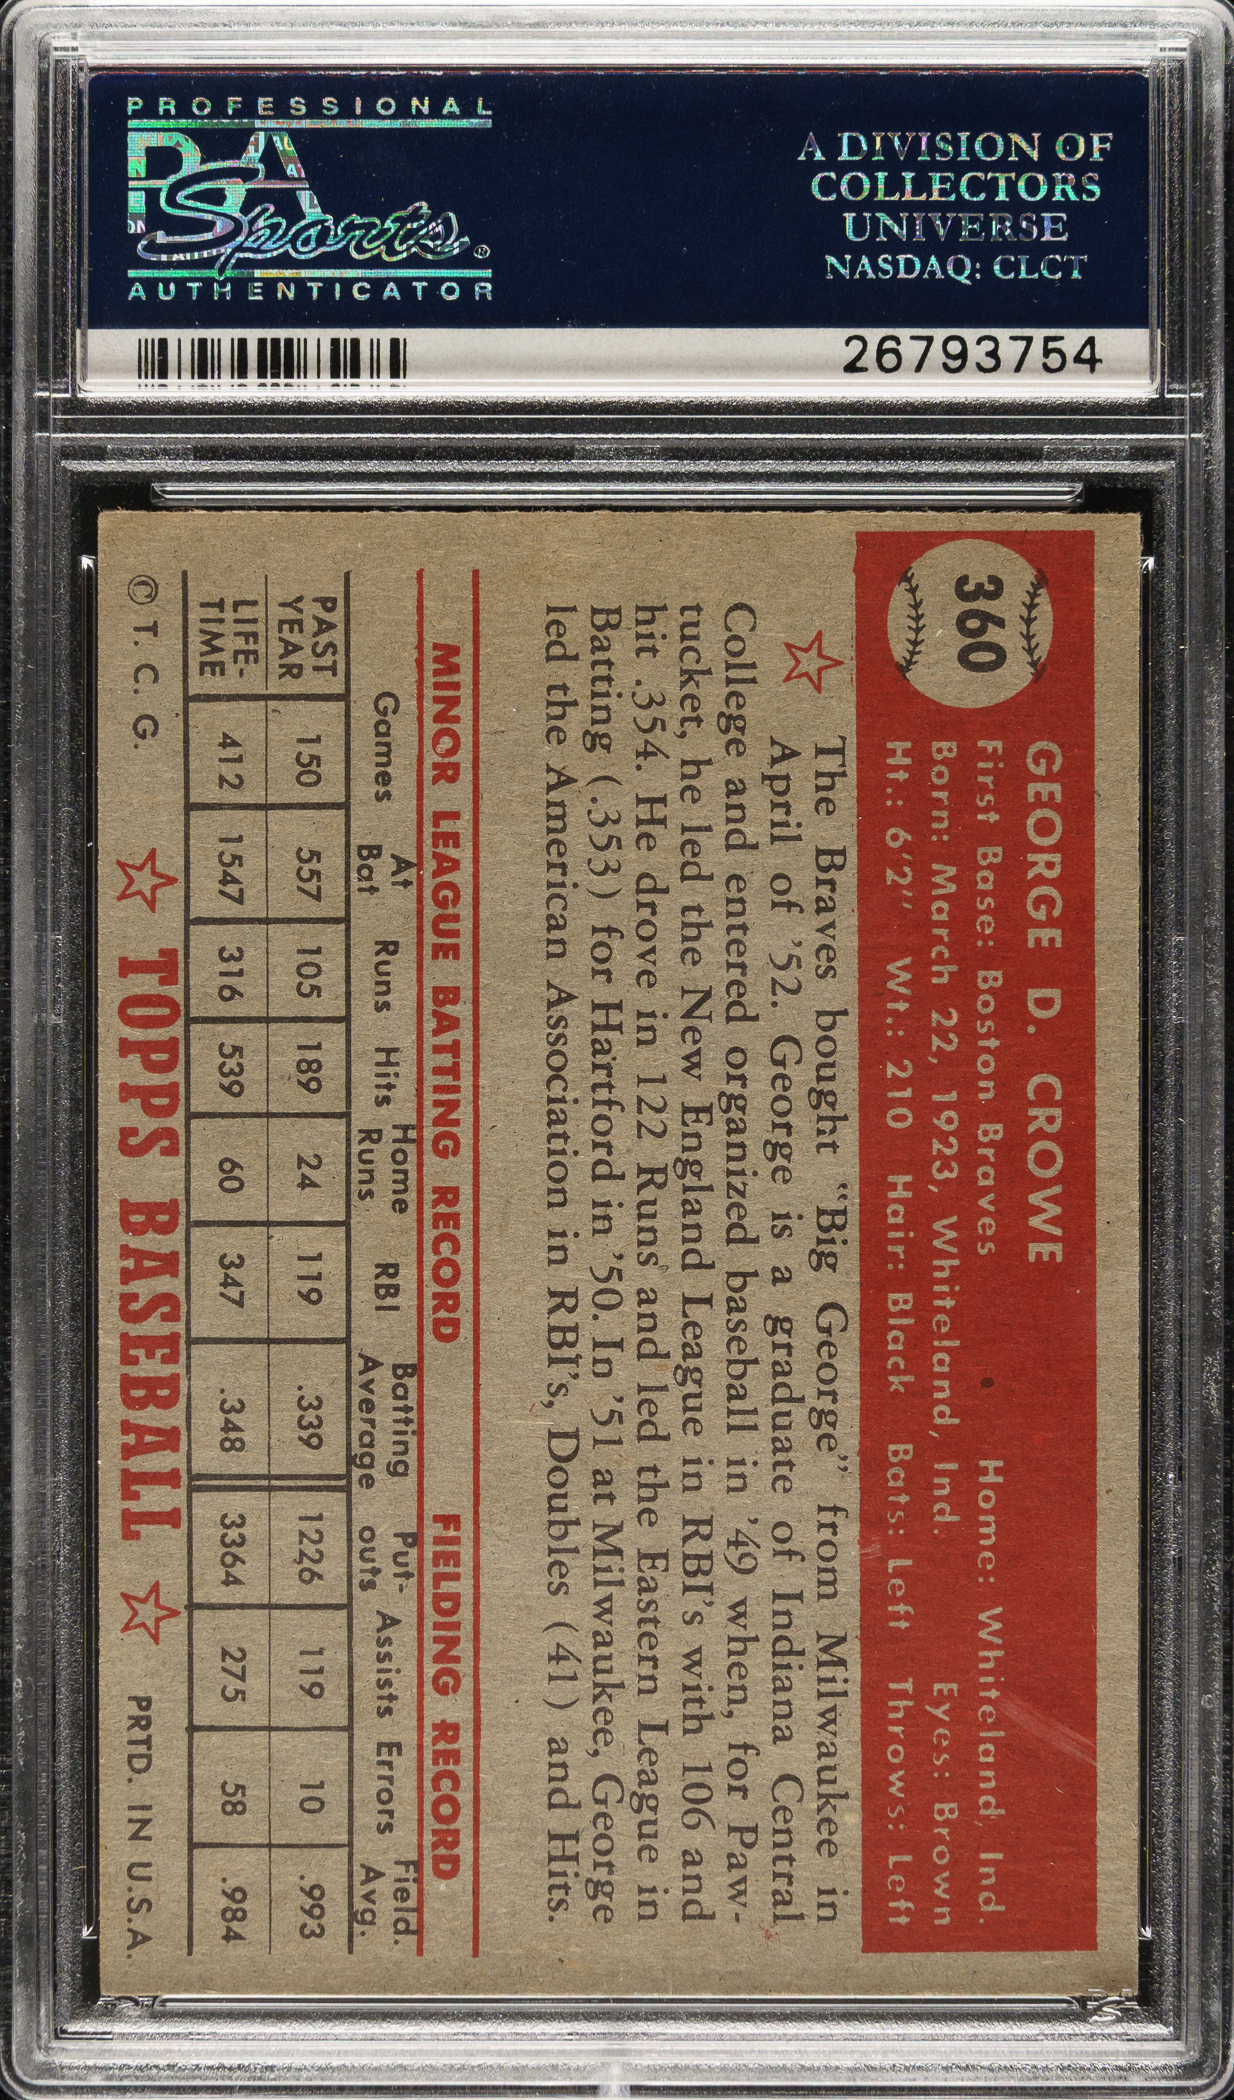 PROFESSIONAL
PSA
Sports®
AUTHENTICATOR
A DIVISION OF
COLLECTORS
UNIVERSE
NASDAQ: CLCT
26793754
360
GEORGE D. CROWE
First Base: Boston Braves Home: Whiteland, Ind.
Born: March 22, 1923, Whiteland, Ind. Eyes: Brown
Ht.: 6'2" Wt.: 210 Hair: Black Bats: Left Throws: Left
The Braves bought "Big George" from Milwaukee in
April of '52. George is a graduate of Indiana Central
College and entered organized baseball in '49 when, for Paw-
tucket, he led the New England League in RBI's with 106 and
hit .354. He drove in 122 Runs and led the Eastern League in
Batting (.353) for Hartford in '50. In '51 at Milwaukee, George
led the American Association in RBI's, Doubles (41) and Hits.
MINOR LEAGUE BATTING RECORD FIELDING RECORD
Games At Bat Runs Hits Home Runs RBI Batting Average Put-outs Assists Errors Field. Avg.
PAST YEAR 150 557 105 189 24 119 .339 1226 119 10 .993
LIFE-TIME 412 1547 316 539 60 347 .348 3364 275 58 .984
© T. C. G. TOPPS BASEBALL PRTD. IN U.S.A.